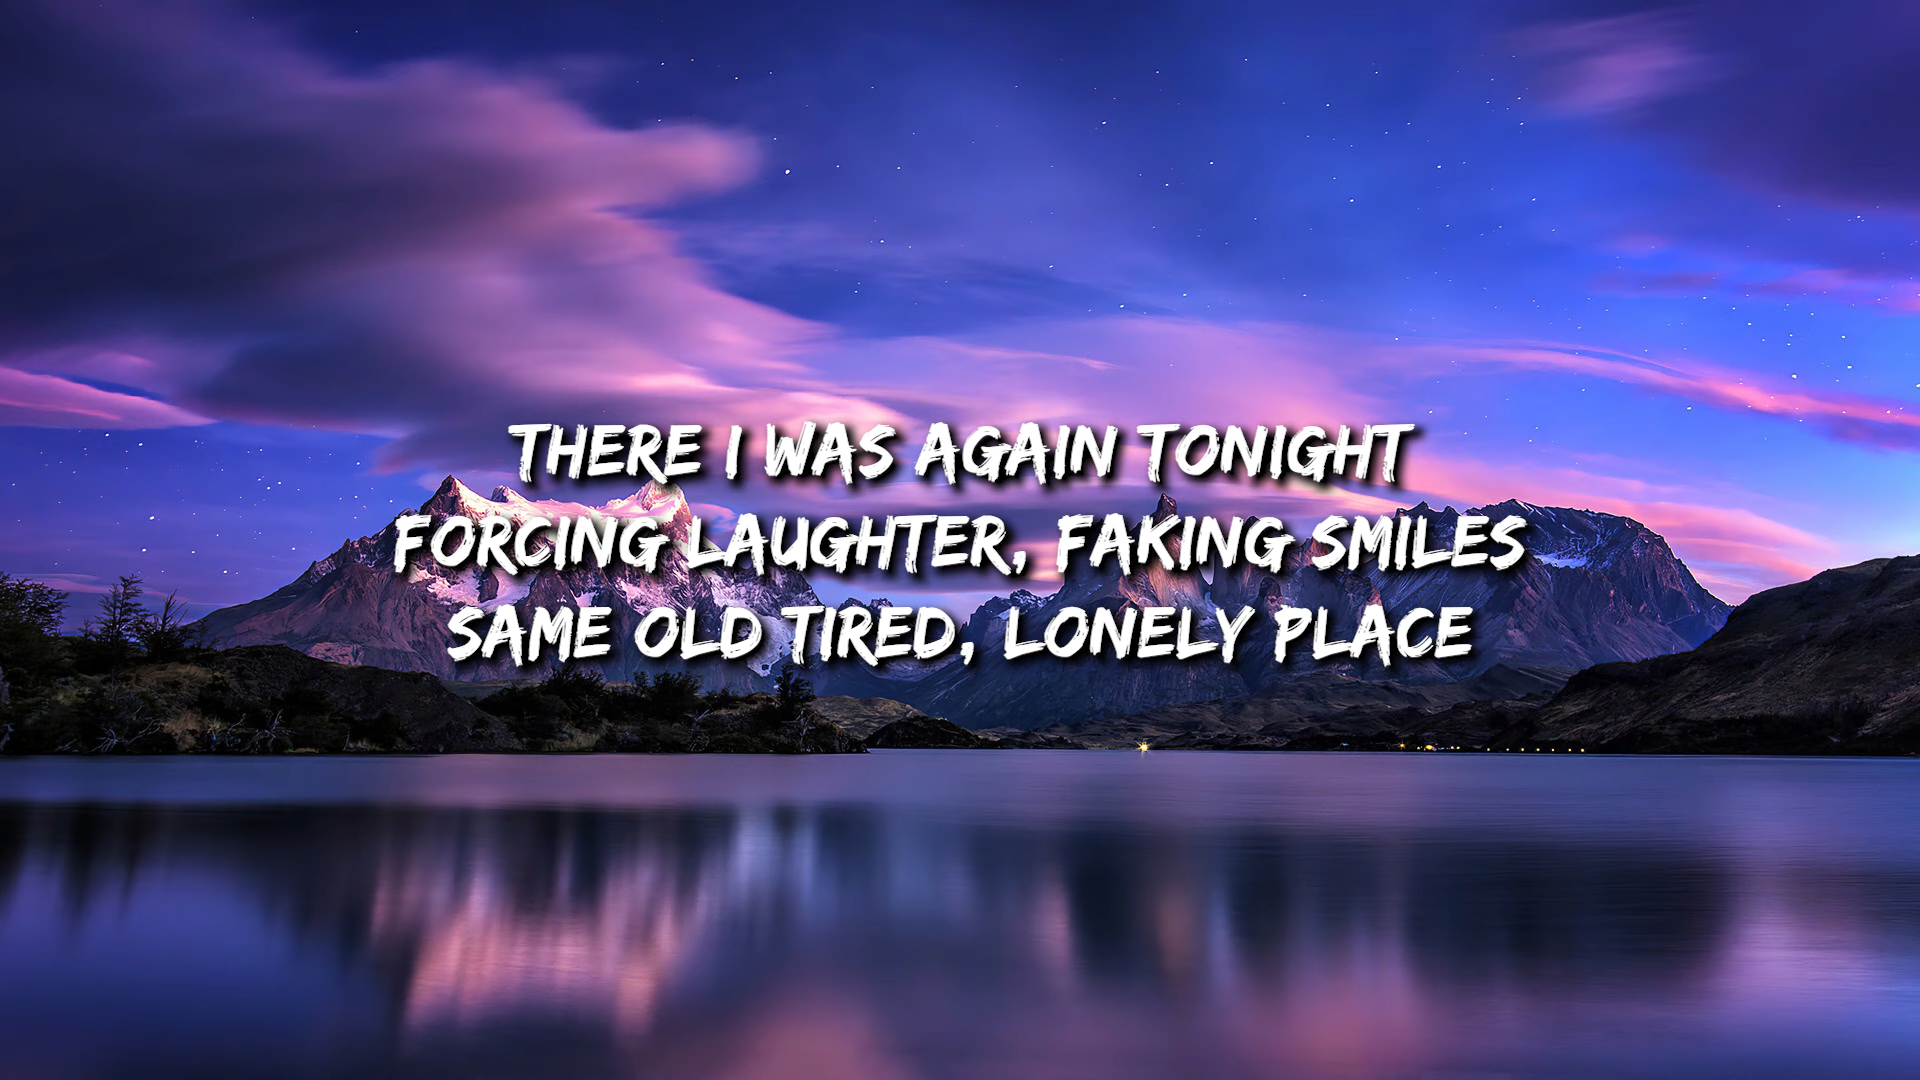 THERE I WAS AGAIN TONIGHT
FORCING LAUGHTER, FAKING SMILES
SAME OLD TIRED, LONELY PLACE